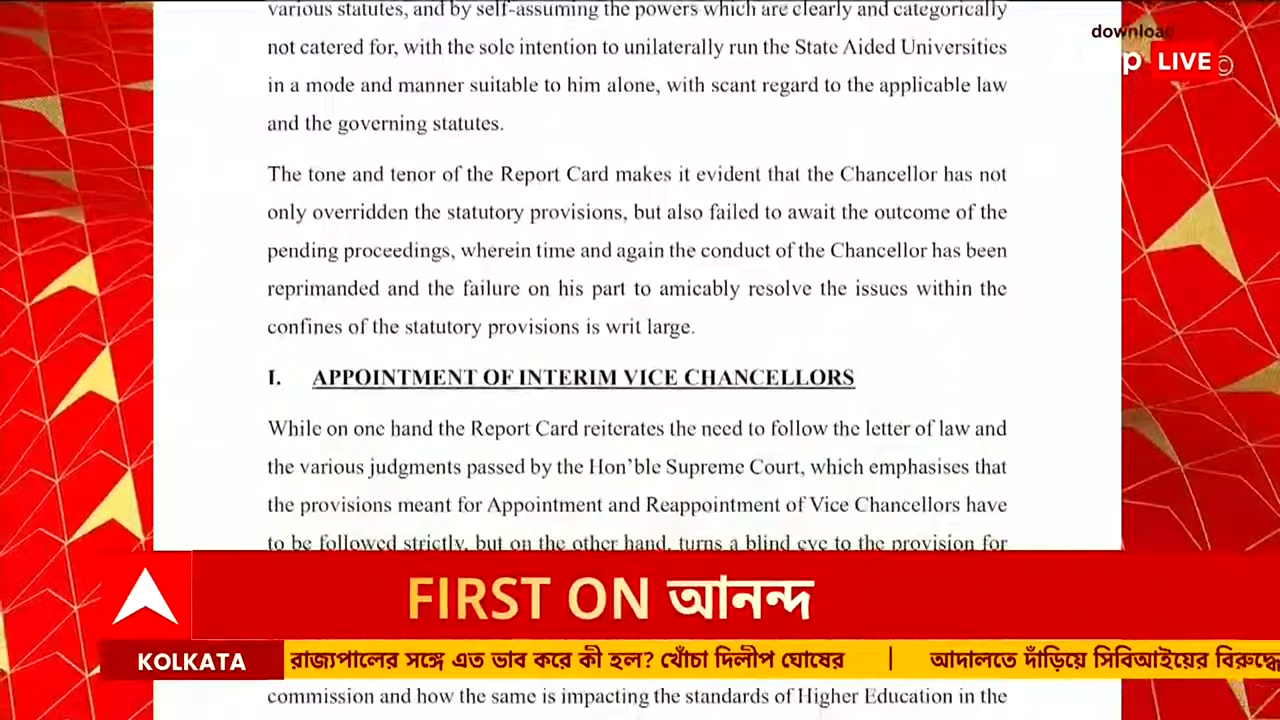 various statutes, and by self-assuming the powers which are clearly and categorically
not catered for, with the sole intention to unilaterally run the State Aided Universities
in a mode and manner suitable to him alone, with scant regard to the applicable law
and the governing statutes.
The tone and tenor of the Report Card makes it evident that the Chancellor has not
only overridden the statutory provisions, but also failed to await the outcome of the
pending proceedings, wherein time and again the conduct of the Chancellor has been
reprimanded and the failure on his part to amicably resolve the issues within the
confines of the statutory provisions is writ large.
I. APPOINTMENT OF INTERIM VICE CHANCELLORS
While on one hand the Report Card reiterates the need to follow the letter of law and
the various judgments passed by the Hon'ble Supreme Court, which emphasises that
the provisions meant for Appointment and Reappointment of Vice Chancellors have
to be followed strictly, but on the other hand, turns a blind eye to the provision for
commission and how the same is impacting the standards of Higher Education in the
download
p LIVE ©
FIRST ON আনন্দ
KOLKATA
রাজ্যপালের সঙ্গে এত ভাব করে কী হল? খোঁচা দিলীপ ঘোষের | আদালতে দাঁড়িয়ে সিবিআইয়ের বিরুদ্ধে